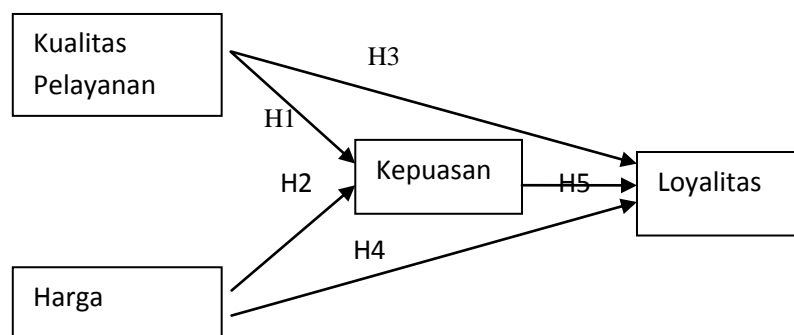 Kualitas
Pelayanan
H3
H1
Kepuasan
H2
H5
Loyalitas
H4
Harga